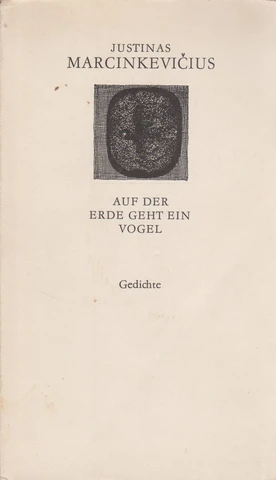 JUSTINAS
MARCINKEVIČIUS
AUF DER
ERDE GEHT EIN
VOGEL
Gedichte